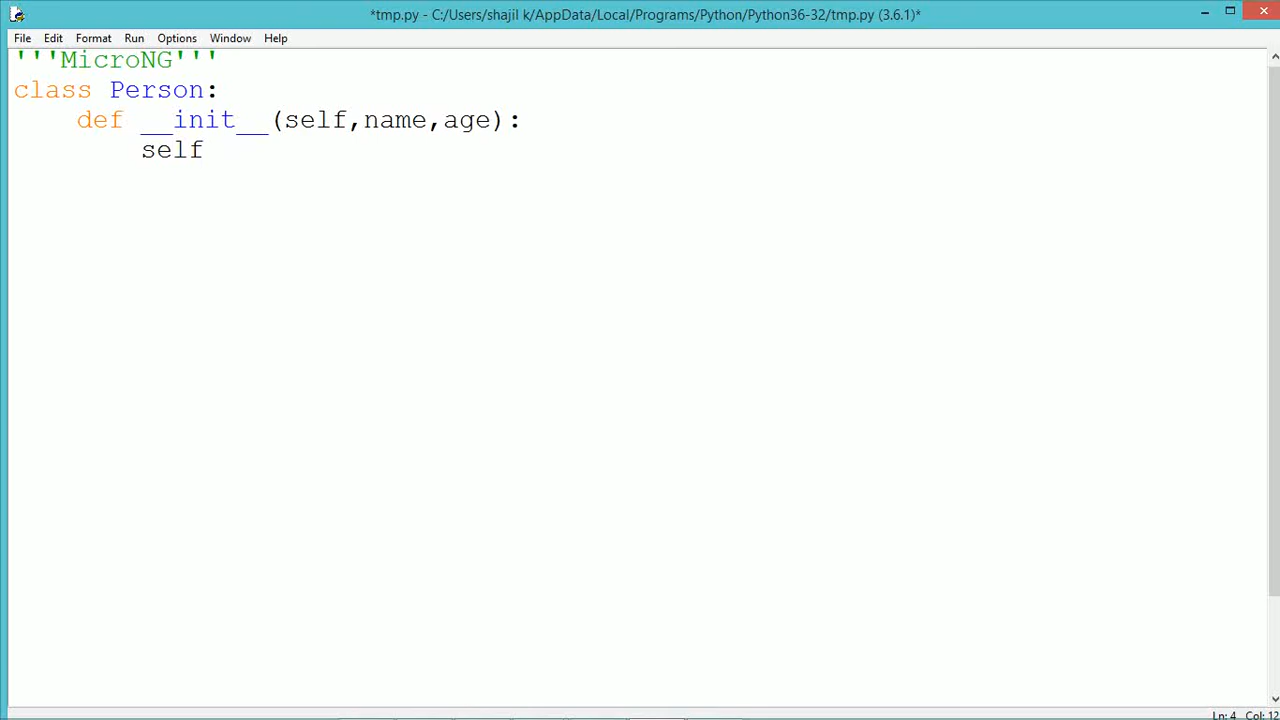 *tmp.py - C:/Users/shajil k/AppData/Local/Programs/Python/Python36-32/tmp.py (3.6.1)*
File Edit Format Run Options Window Help
'''MicroNG'''
class Person:
    def __init__(self,name,age):
        self
Ln: 4 Col: 12